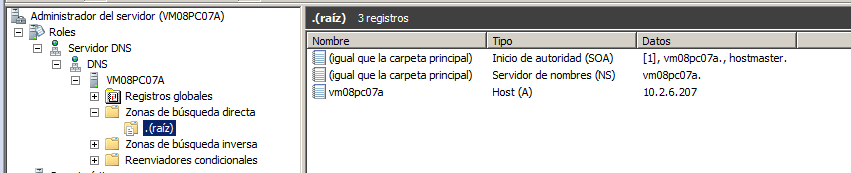 Administrador del servidor (VM08PC07A)
Roles
Servidor DNS
DNS
VM08PC07A
Registros globales
Zonas de búsqueda directa
.(raíz)
Zonas de búsqueda inversa
Reenviadores condicionales
.(raíz) 3 registros
Nombre Tipo Datos
(igual que la carpeta principal) Inicio de autoridad (SOA) [1], vm08pc07a., hostmaster.
(igual que la carpeta principal) Servidor de nombres (NS) vm08pc07a.
vm08pc07a Host (A) 10.2.6.207